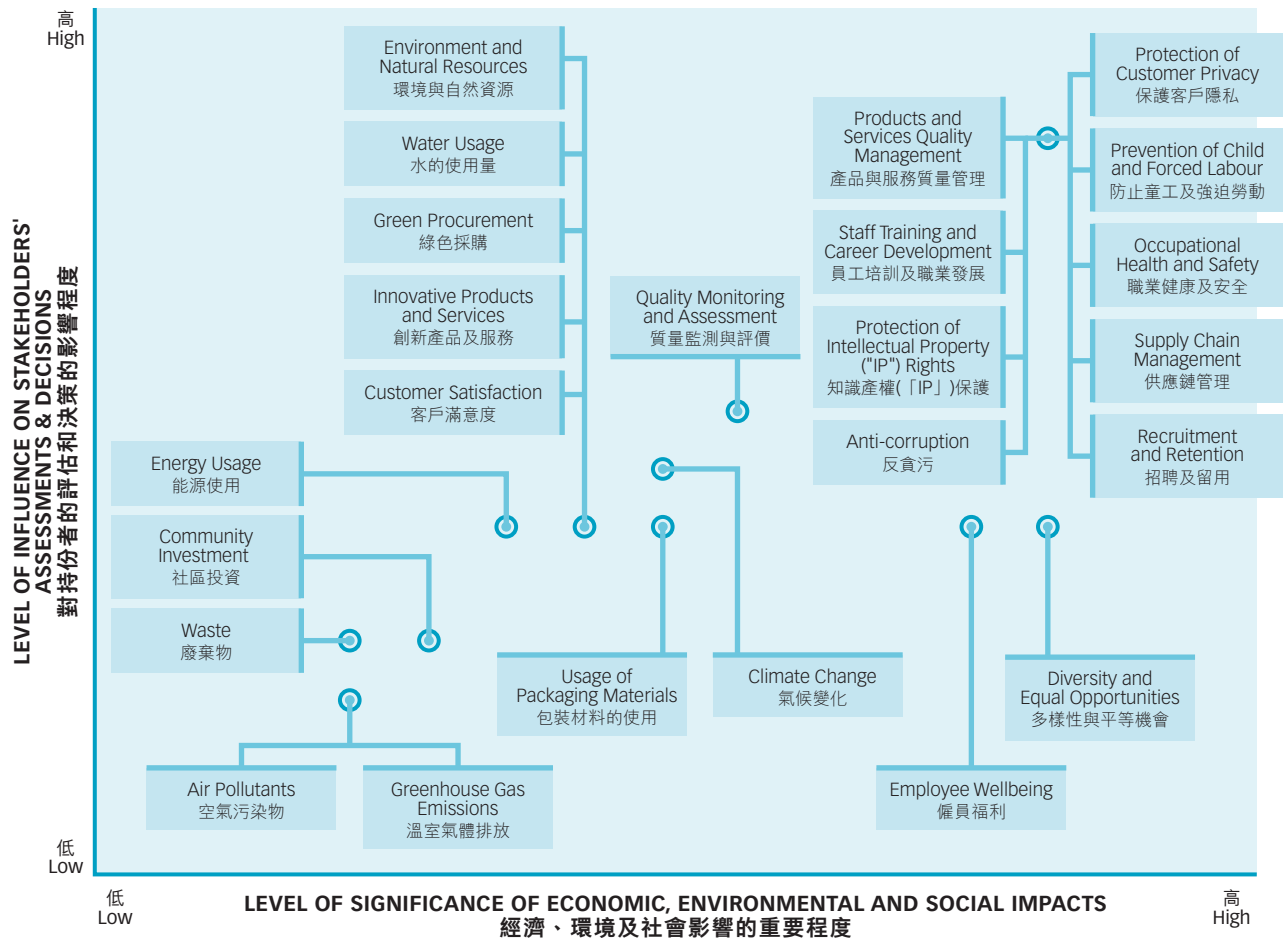 高
High
LEVEL OF INFLUENCE ON STAKEHOLDERS'
ASSESSMENTS & DECISIONS
對持份者的評估和決策的影響程度
Environment and
Natural Resources
環境與自然資源
Water Usage
水的使用量
Green Procurement
綠色採購
Innovative Products
and Services
創新產品及服務
Customer Satisfaction
客戶滿意度
Energy Usage
能源使用
Community
Investment
社區投資
Waste
廢棄物
Air Pollutants
空氣污染物
Greenhouse Gas
Emissions
溫室氣體排放
Usage of
Packaging Materials
包裝材料的使用
Quality Monitoring
and Assessment
質量監測與評價
Climate Change
氣候變化
Products and
Services Quality
Management
產品與服務質量管理
Staff Training and
Career Development
員工培訓及職業發展
Protection of
Intellectual Property
("IP") Rights
知識產權(「IP」)保護
Anti-corruption
反貪污
Protection of
Customer Privacy
保護客戶隱私
Prevention of Child
and Forced Labour
防止童工及強迫勞動
Occupational
Health and Safety
職業健康及安全
Supply Chain
Management
供應鏈管理
Recruitment
and Retention
招聘及留用
Employee Wellbeing
僱員福利
Diversity and
Equal Opportunities
多樣性與平等機會
低
Low
低
Low
LEVEL OF SIGNIFICANCE OF ECONOMIC, ENVIRONMENTAL AND SOCIAL IMPACTS
經濟、環境及社會影響的重要程度
高
High